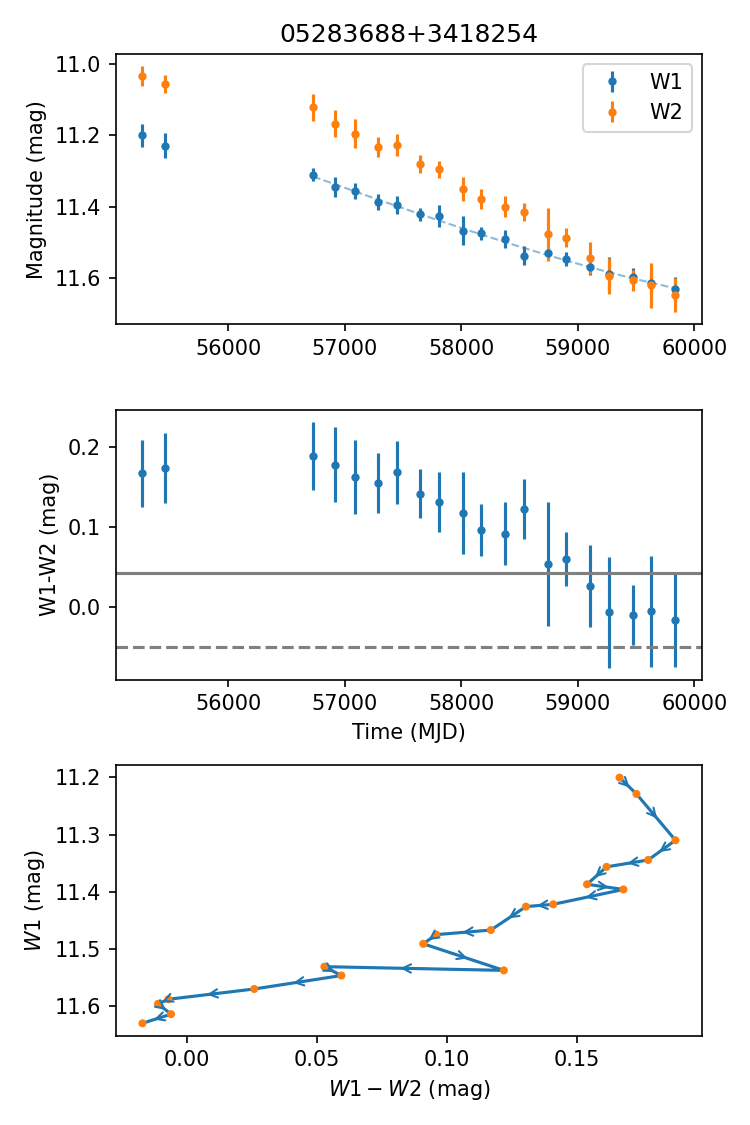 05283688+3418254
Magnitude (mag)
11.0
11.2
11.4
11.6
W1
W2
56000 57000 58000 59000 60000
W1-W2 (mag)
0.2
0.1
0.0
56000 57000 58000 59000 60000
Time (MJD)
W1 (mag)
11.2
11.3
11.4
11.5
11.6
0.00 0.05 0.10 0.15
W1 − W2 (mag)